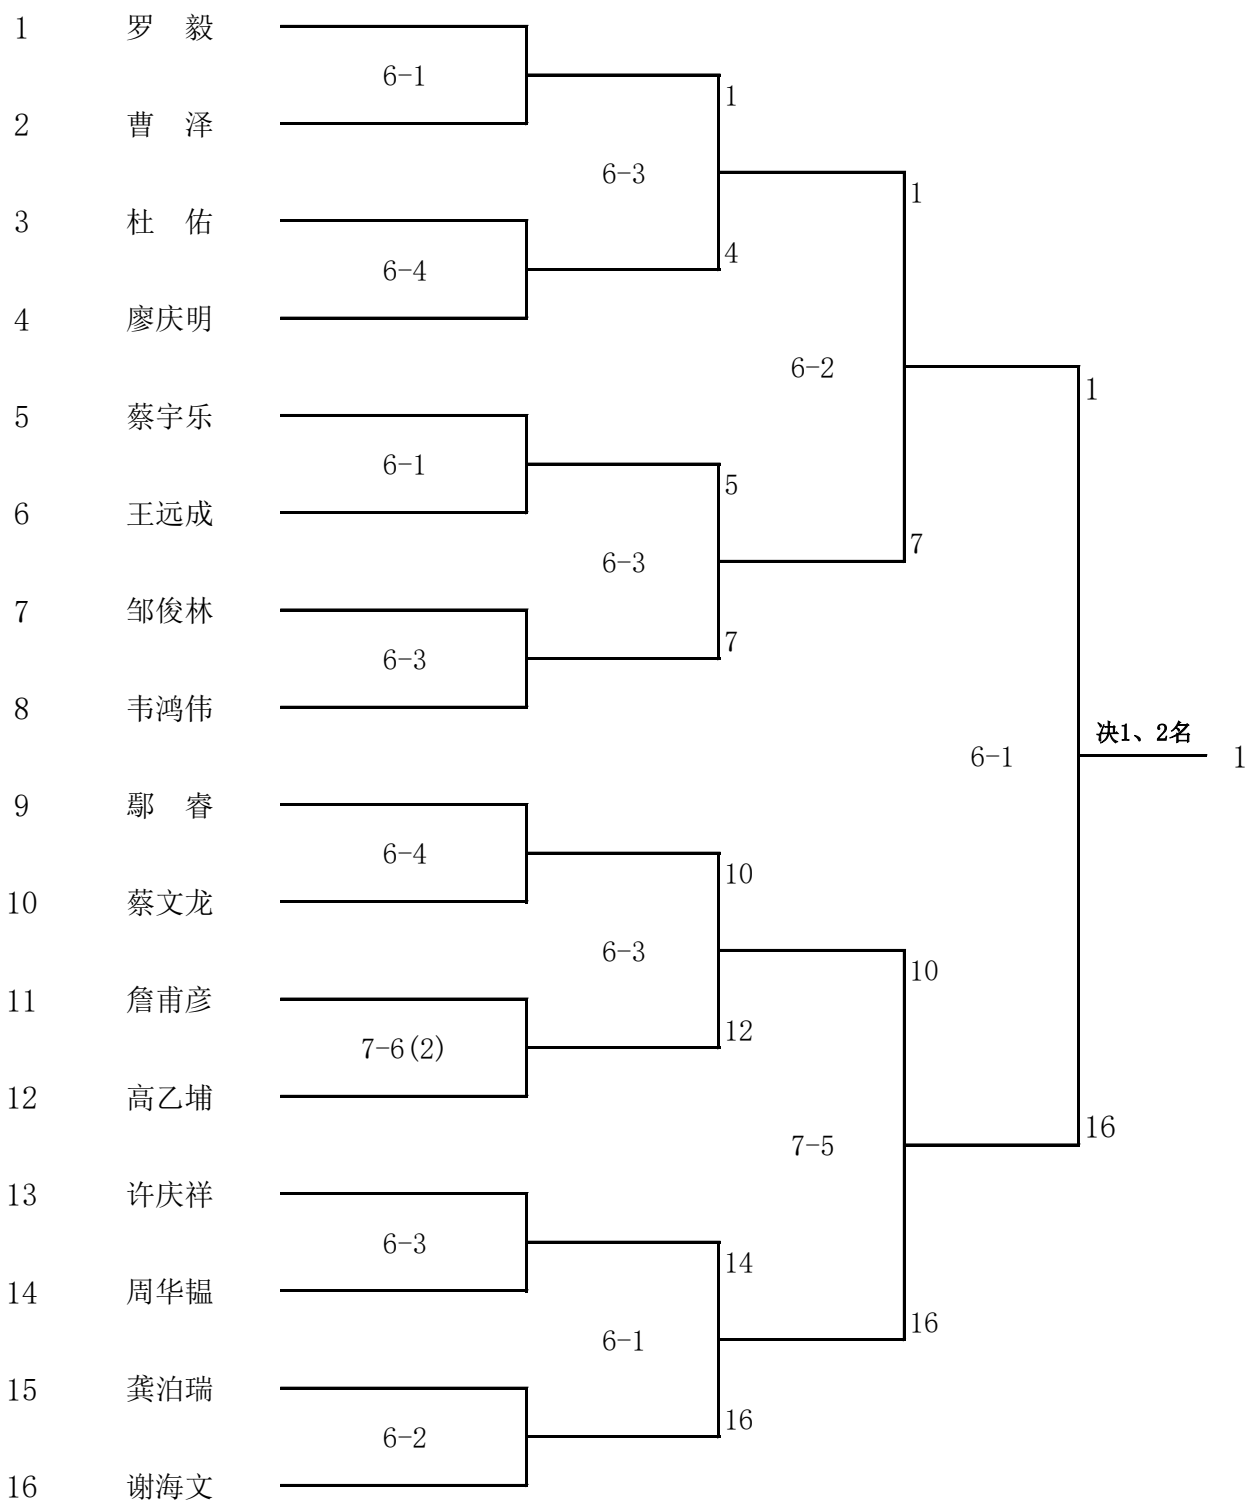 1 罗 毅
6-1
1
2 曹 泽
6-3
1
3 杜 佑
4
6-4
4 廖庆明
6-2
1
5 蔡宇乐
6-1
5
6 王远成
7
6-3
7 邹俊林
7
6-3
8 韦鸿伟
决1、2名
6-1 1
9 鄢 睿
6-4
10
10 蔡文龙
6-3
10
11 詹甫彦
12
7-6(2)
12 高乙埔
16
7-5
13 许庆祥
6-3
14
14 周华韫
16
6-1
15 龚泊瑞
16
6-2
16 谢海文